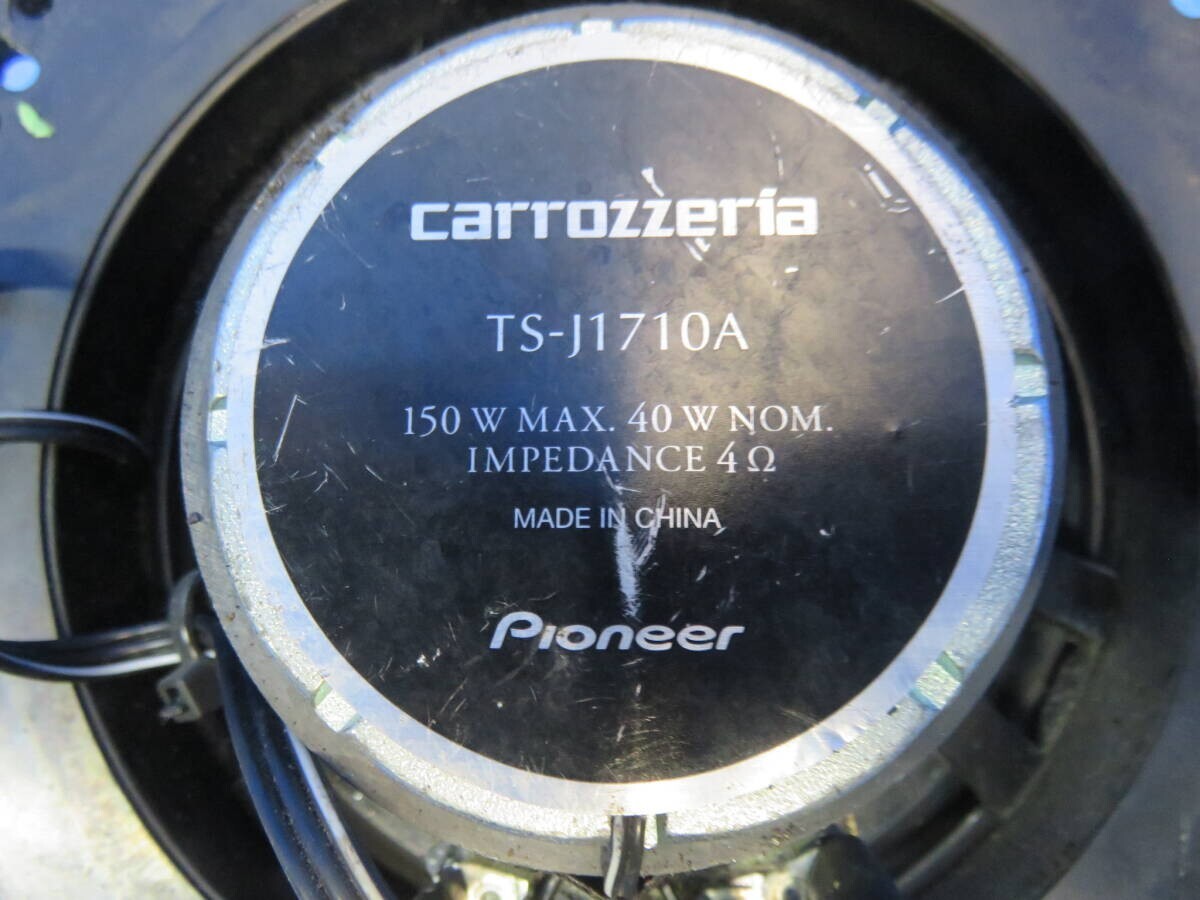 carrozzeria
TS-J1710A
150 W MAX. 40 W NOM.
IMPEDANCE 4 Ω
MADE IN CHINA
Pioneer